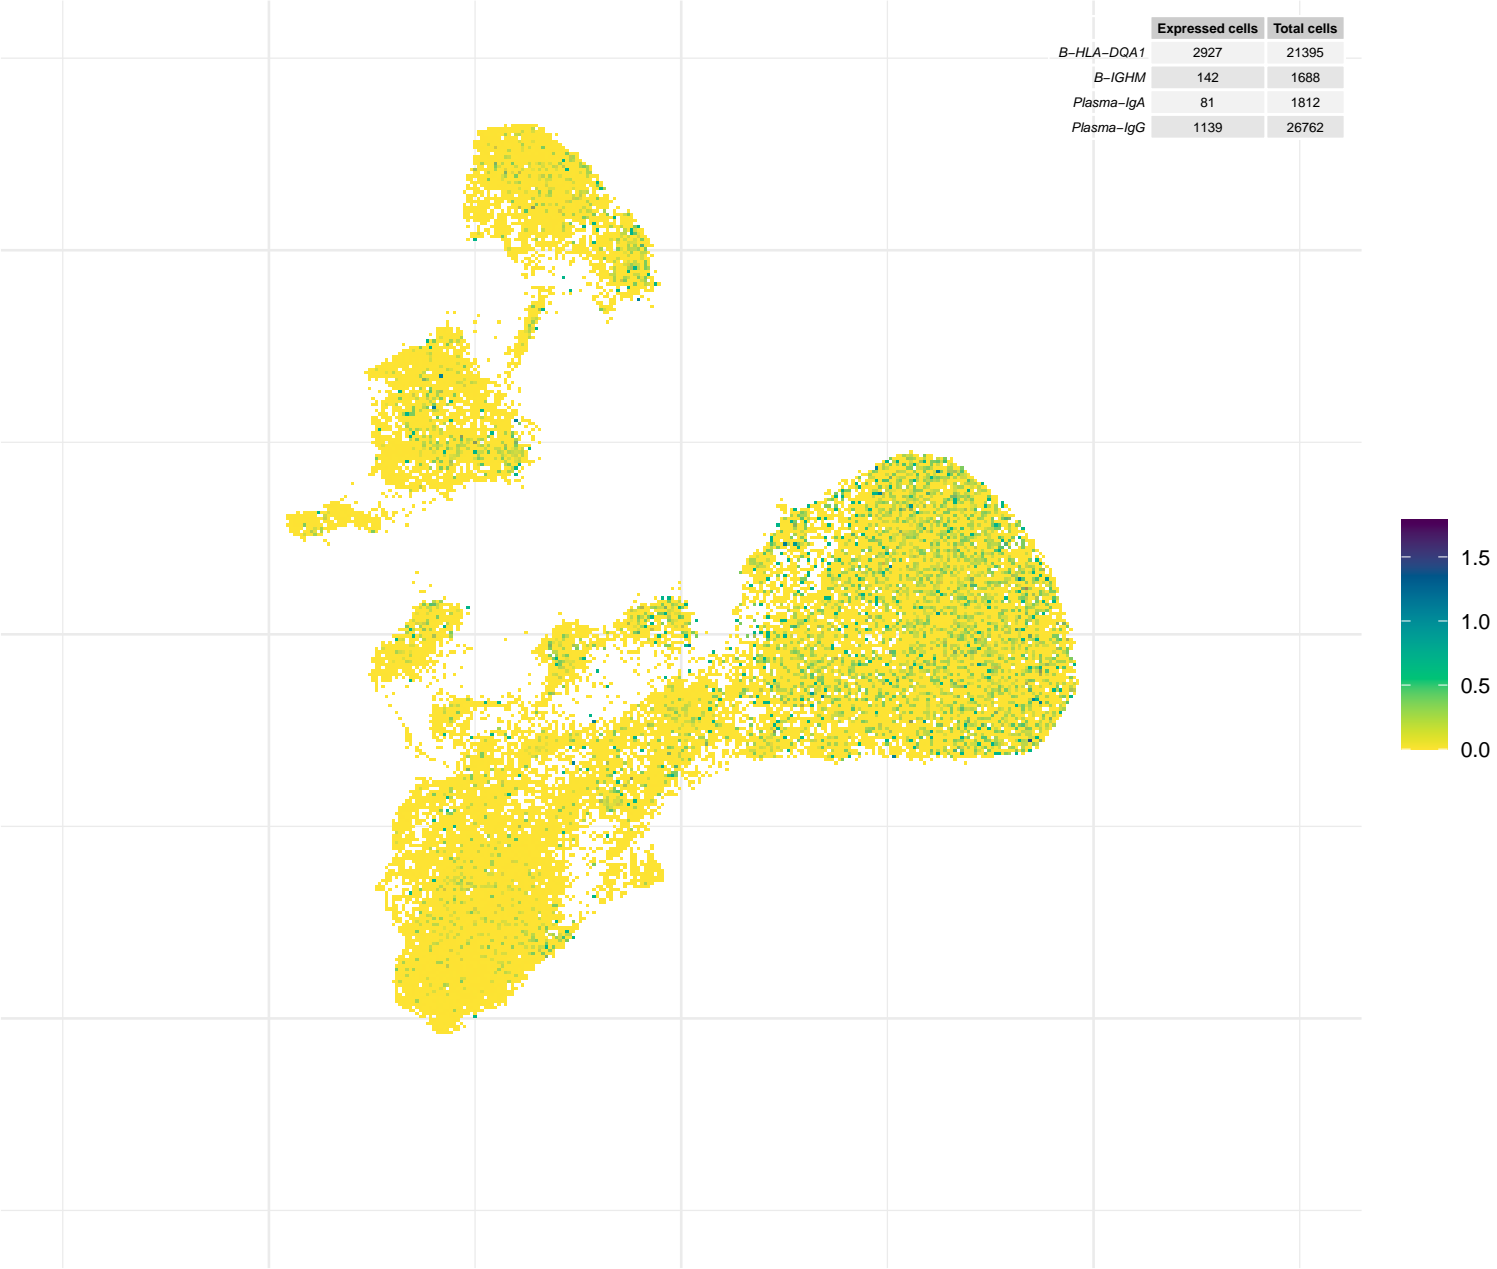 Expressed cells Total cells
B−HLA−DQA1 2927 21395
B−IGHM 142 1688
Plasma−IgA 81 1812
Plasma−IgG 1139 26762
1.5
1.0
0.5
0.0